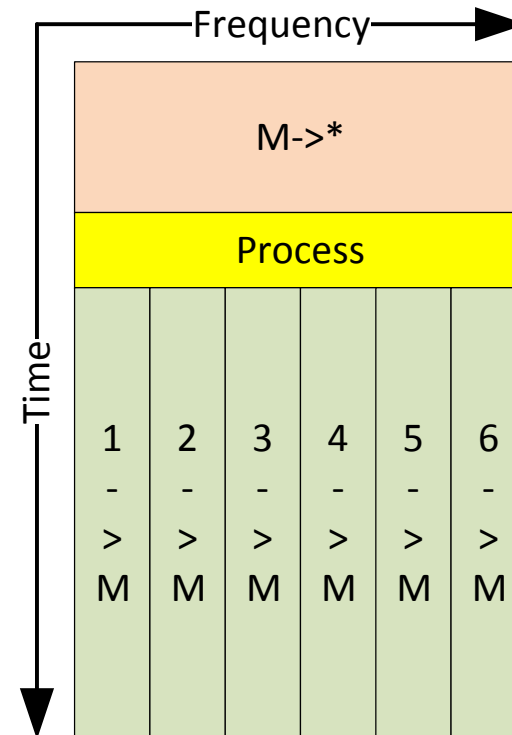 Frequency
M->*
Process
Time
1 2 3 4 5 6
- - - - - -
> > > > > >
M M M M M M